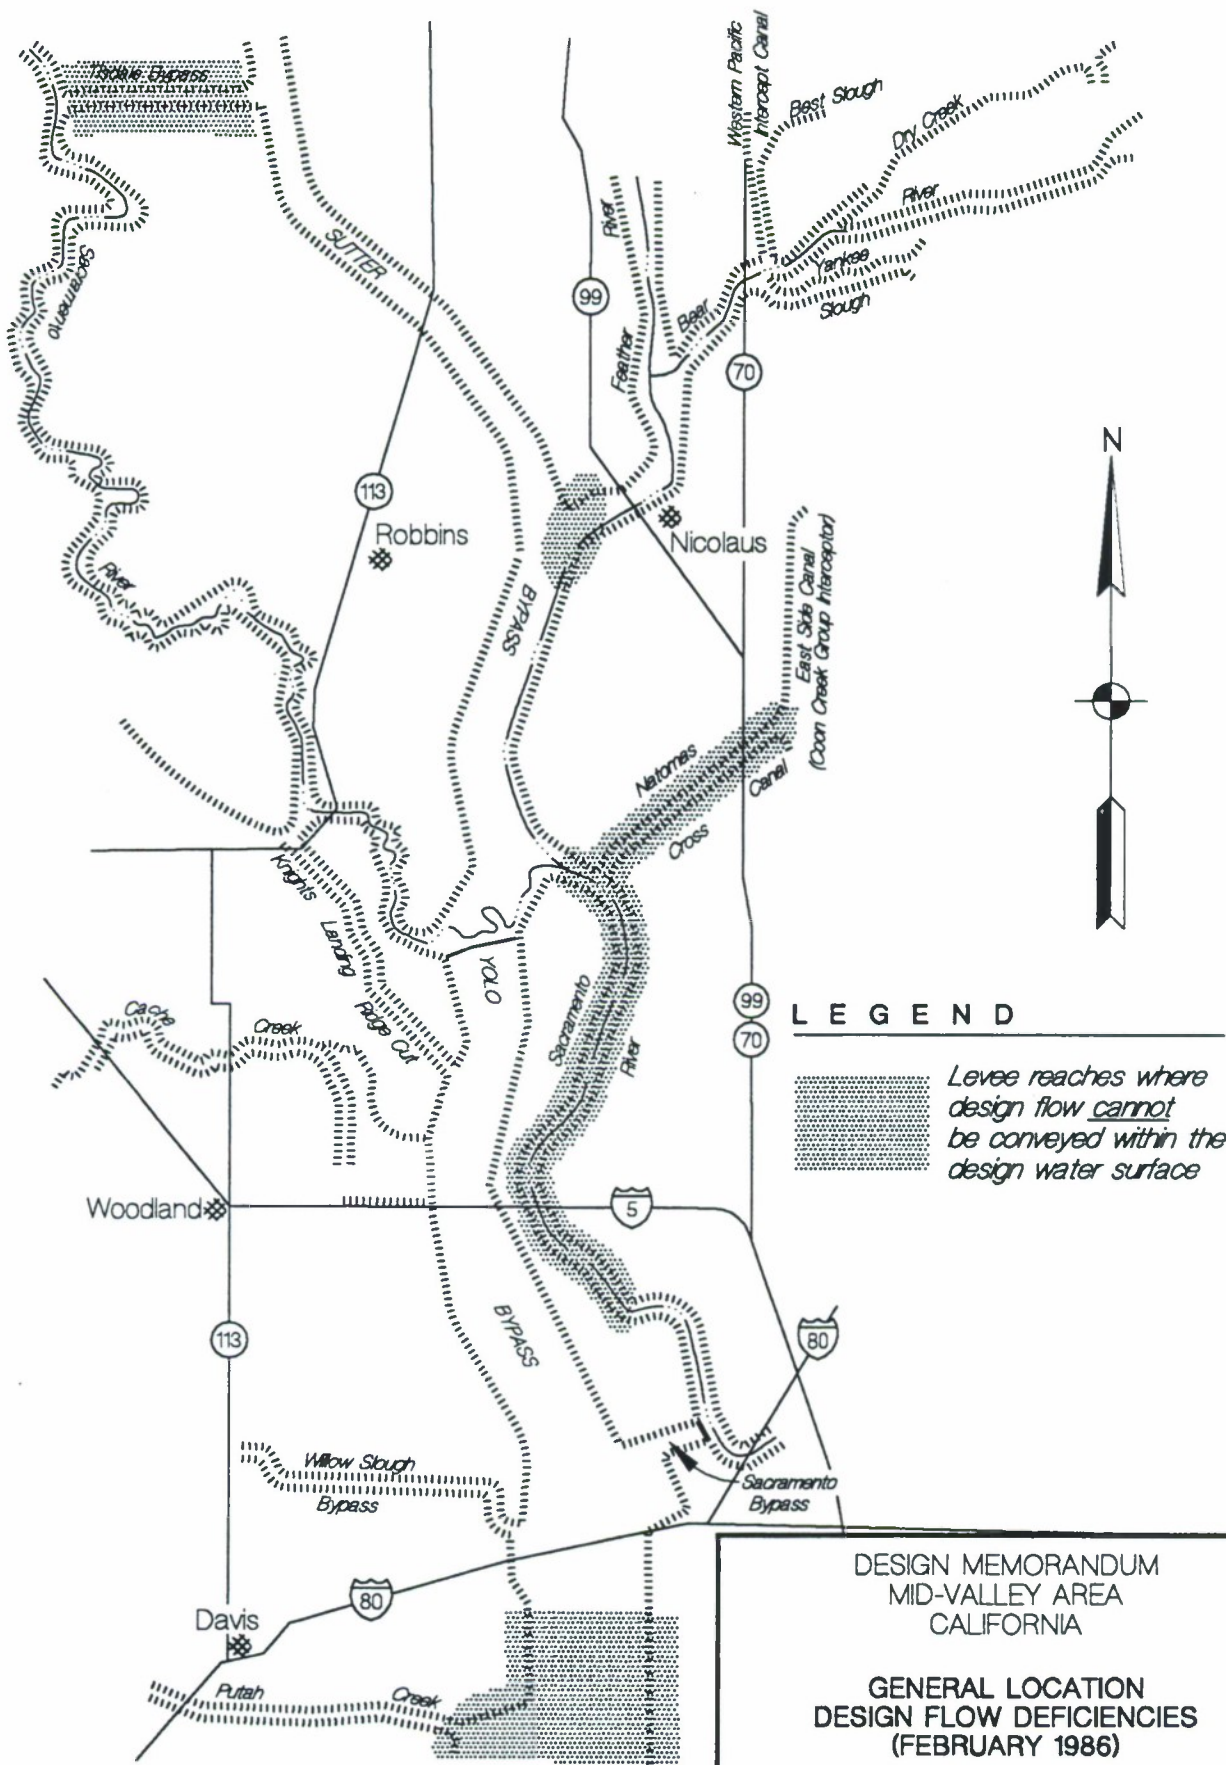 Tisdale Bypass
Western Pacific
Intercept Canal
Best Slough
Dry Creek
River
Yankee
Slough
SUTTER
River
99
Feather
Bear
70
Sacramento
113
Robbins
Nicolaus
N
River
BYPASS
East Side Canal
(Coon Creek Group Interceptor)
Natomas
Cross
Canal
Knights
Landing
Ridge Cut
YOLO
Sacramento
River
Cache
Creek
99
70
LEGEND
Levee reaches where
design flow cannot
be conveyed within the
design water surface
Woodland
5
113
BYPASS
80
Willow Slough
Bypass
Sacramento
Bypass
80
Davis
Putah
Creek
DESIGN MEMORANDUM
MID-VALLEY AREA
CALIFORNIA
GENERAL LOCATION
DESIGN FLOW DEFICIENCIES
(FEBRUARY 1986)